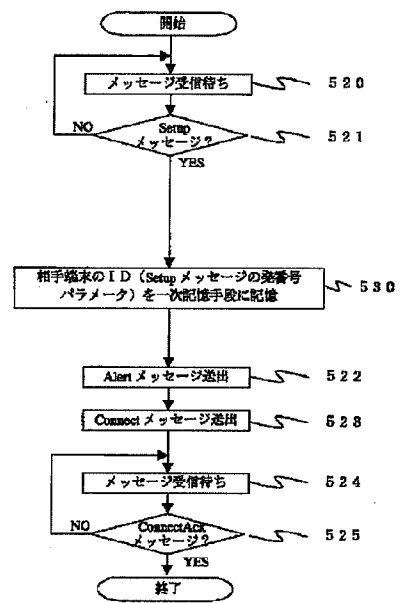 開始
メッセージ受信待ち
520
NO
Setup
メッセージ?
521
YES
相手端末のID(Setupメッセージの発番号
パラメータ)を一次記憶手段に記憶
530
Alertメッセージ送出
522
Connectメッセージ送出
523
メッセージ受信待ち
524
NO
ConnectAck
メッセージ?
525
YES
終了